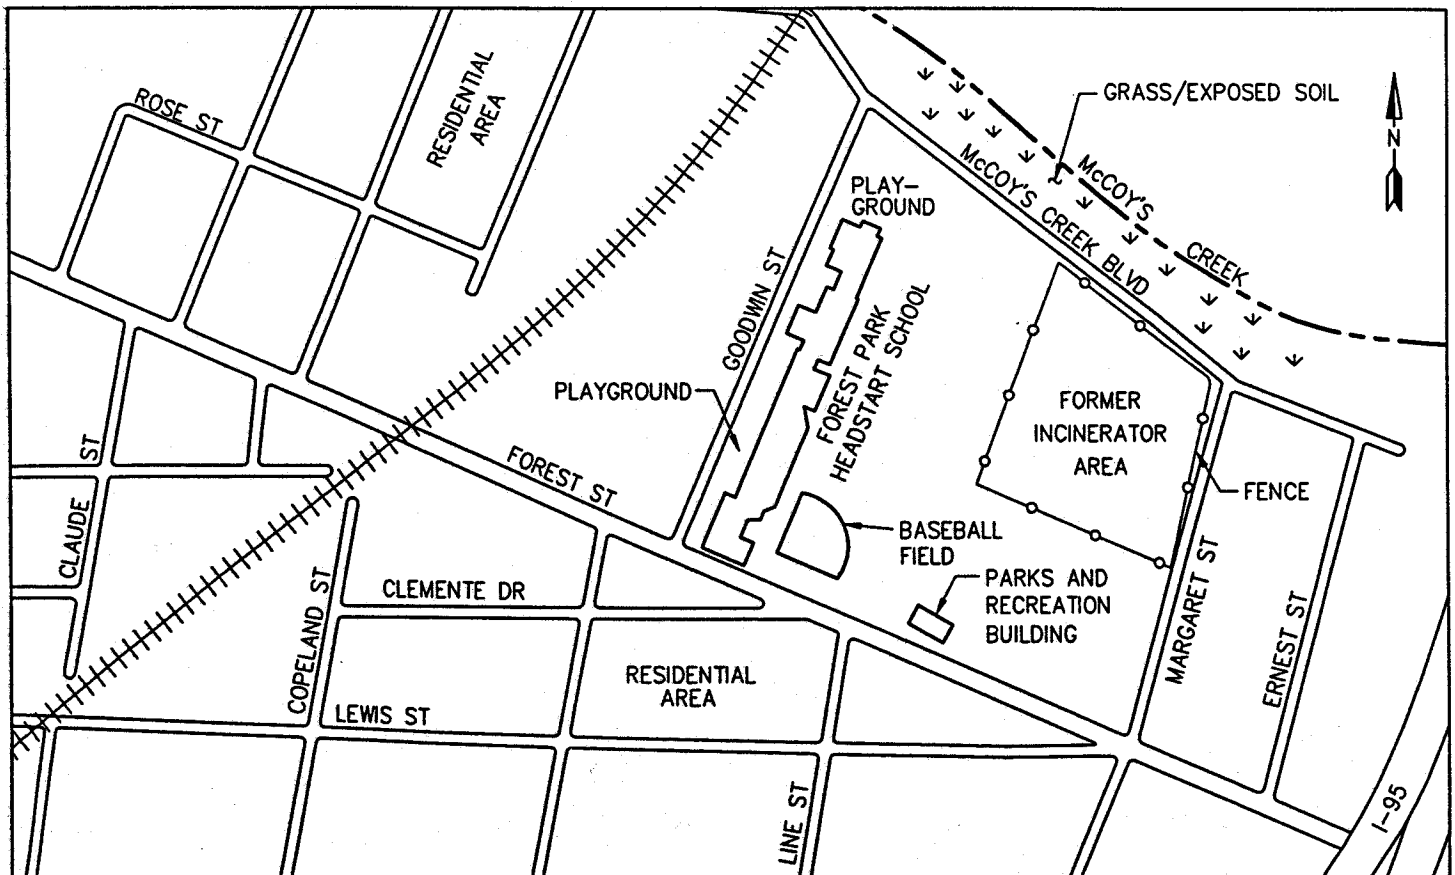 ROSE ST
RESIDENTIAL
AREA
GRASS/EXPOSED SOIL
N
McCOY'S
CREEK
McCOY'S CREEK BLVD
PLAY-
GROUND
GOODWIN ST
FOREST PARK
HEADSTART SCHOOL
PLAYGROUND
FORMER
INCINERATOR
AREA
FENCE
FOREST ST
CLAUDE ST
BASEBALL
FIELD
PARKS AND
RECREATION
BUILDING
CLEMENTE DR
COPELAND ST
MARGARET ST
ERNEST ST
RESIDENTIAL
AREA
LEWIS ST
LINE ST
I-95